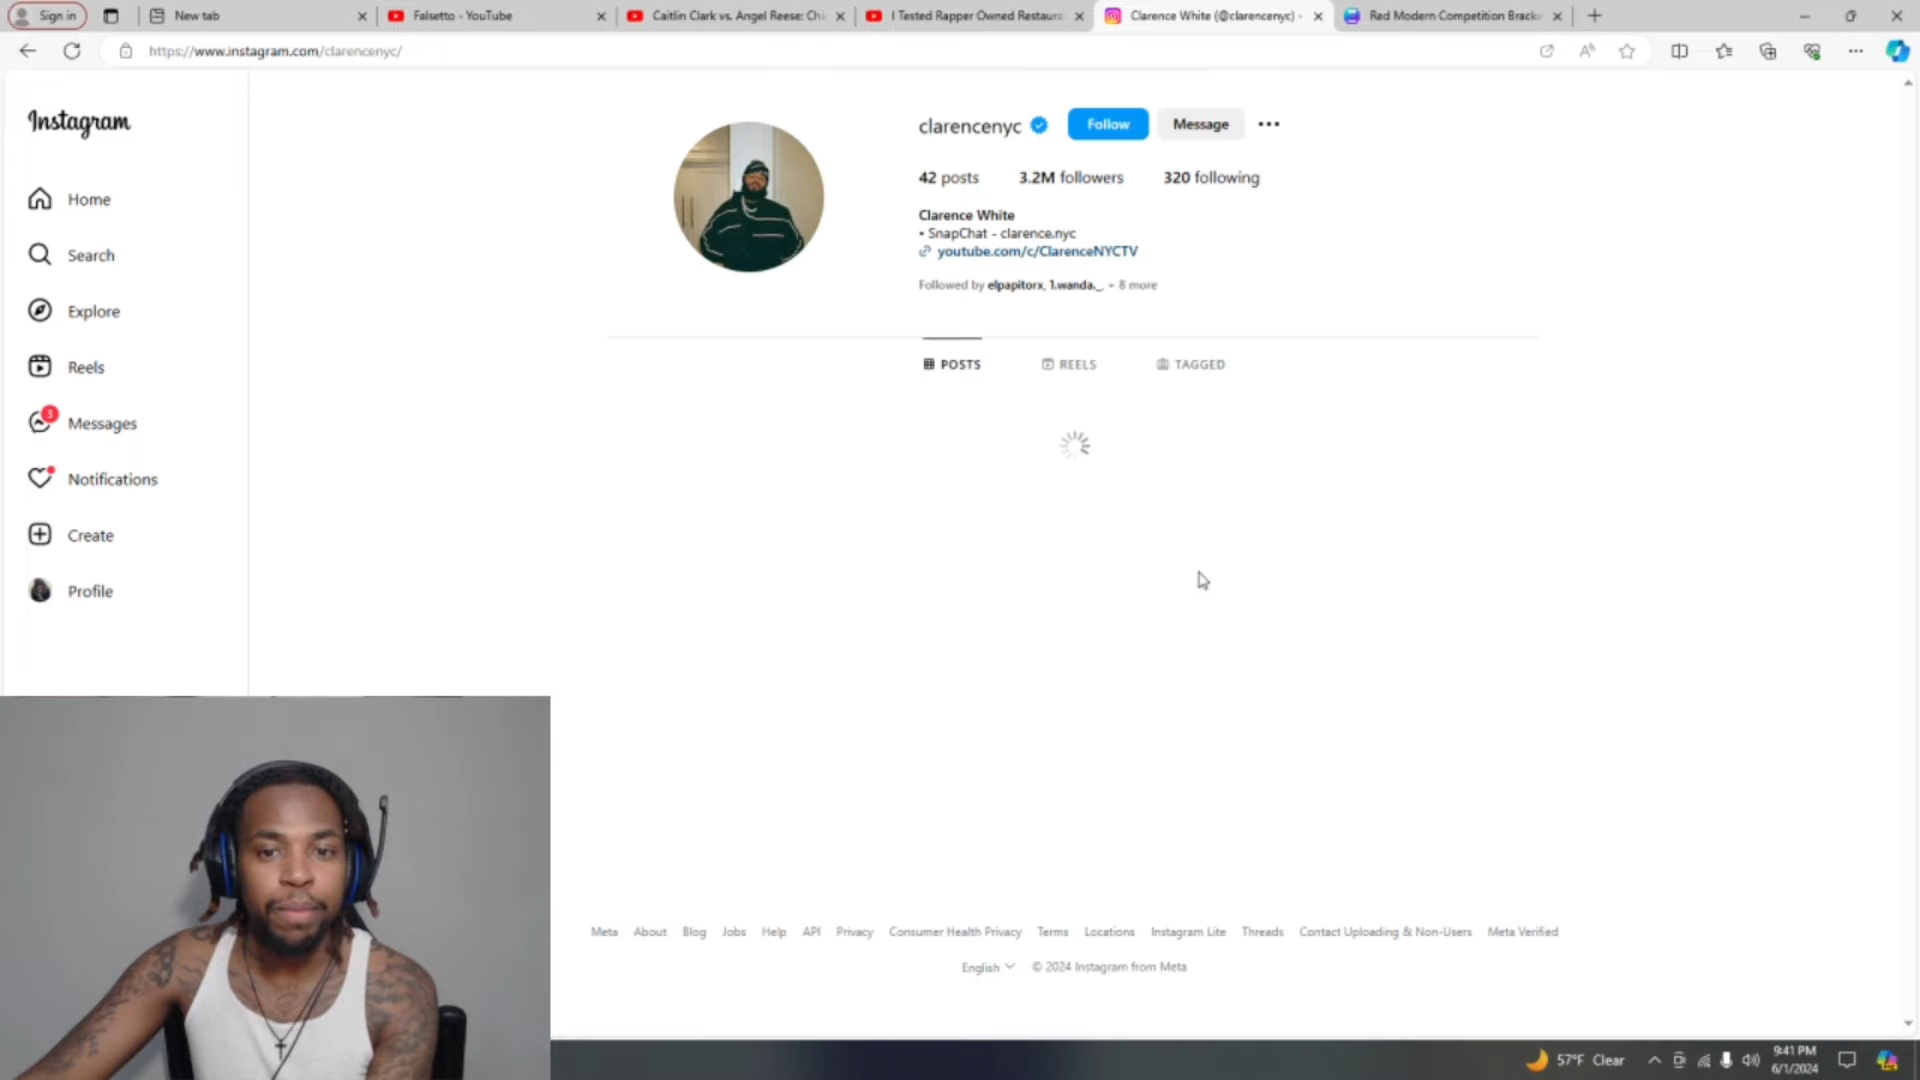 Sign in
New tab
Falsetto - YouTube
Caitlin Clark vs. Angel Reese: Chi
I Tested Rapper Owned Restaura
Clarence White (@clarencenyc) -
Red Modern Competition Bracke
https://www.instagram.com/clarencenyc/
Instagram
Home
Search
Explore
Reels
3
Messages
Notifications
Create
Profile
clarencenyc
Follow
Message
42 posts
3.2M followers
320 following
Clarence White
• SnapChat - clarence.nyc
youtube.com/c/ClarenceNYCTV
Followed by elpapitorx, 1.wanda._, + 8 more
POSTS
REELS
TAGGED
Meta About Blog Jobs Help API Privacy Consumer Health Privacy Terms Locations Instagram Lite Threads Contact Uploading & Non-Users Meta Verified
English © 2024 Instagram from Meta
57°F Clear
9:41 PM
6/1/2024